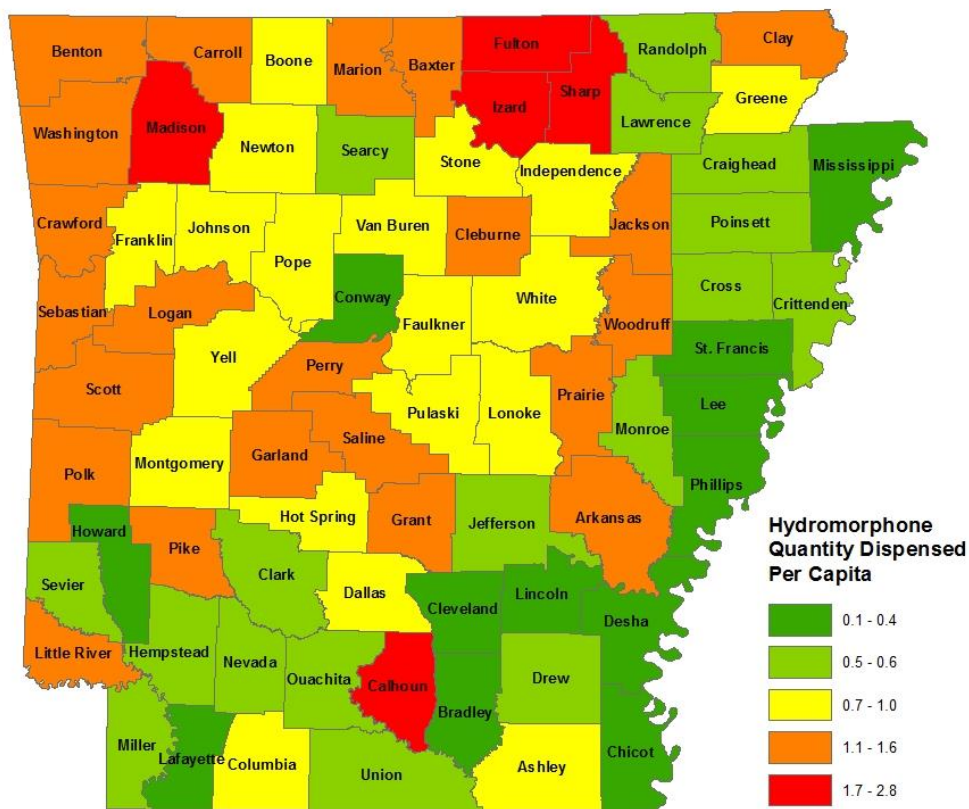 Benton
Carroll
Boone
Marion
Baxter
Fulton
Sharp
Izard
Randolph
Clay
Greene
Lawrence
Washington
Madison
Newton
Searcy
Stone
Independence
Craighead
Mississippi
Crawford
Franklin
Johnson
Pope
Van Buren
Cleburne
Jackson
Poinsett
Sebastian
Logan
Conway
Faulkner
White
Woodruff
Cross
Crittenden
St. Francis
Scott
Yell
Perry
Pulaski
Lonoke
Prairie
Monroe
Lee
Polk
Montgomery
Garland
Saline
Phillips
Howard
Pike
Hot Spring
Grant
Jefferson
Arkansas
Sevier
Clark
Dallas
Cleveland
Lincoln
Desha
Little River
Hempstead
Nevada
Ouachita
Calhoun
Bradley
Drew
Miller
Lafayette
Columbia
Union
Ashley
Chicot
Hydromorphone
Quantity Dispensed
Per Capita
0.1 - 0.4
0.5 - 0.6
0.7 - 1.0
1.1 - 1.6
1.7 - 2.8